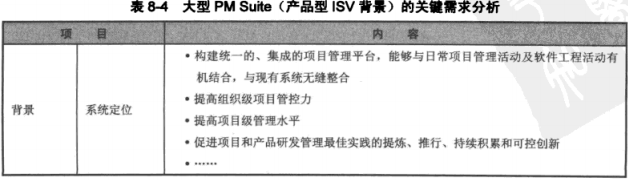 表 8-4 大型 PM Suite（产品型 ISV 背景）的关键需求分析
项 目 内 容
• 构建统一的、集成的项目管理平台，能够与日常项目管理活动及软件工程活动有
机结合，与现有系统无缝整合
• 提高组织级项目管控力
背景 系统定位
• 提高项目级管理水平
• 促进项目和产品研发管理最佳实践的提炼、推行、持续积累和可控创新
• ……